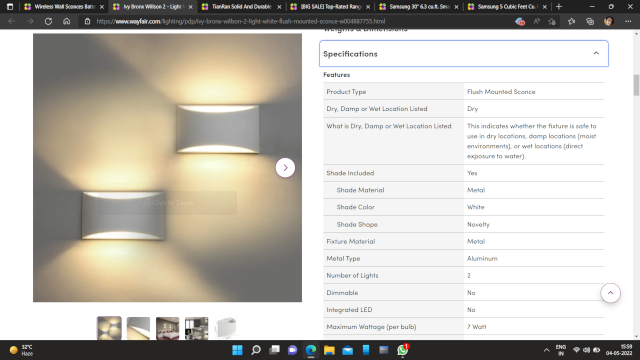 Wireless Wall Sconces Batte
Ivy Bronx Willson 2 - Light S
TianRan Solid And Durable
[BIG SALE] Top-Rated Rang
Samsung 30" 6.3 cu.ft. Smar
Samsung 5 Cubic Feet Cu. F
https://www.wayfair.com/lighting/pdp/ivy-bronx-willson-2-light-white-flush-mounted-sconce-w004887755.html
Weights & Dimensions
Specifications
Features
Product Type Flush Mounted Sconce
Dry, Damp or Wet Location Listed Dry
What is Dry, Damp or Wet Location Listed This indicates whether the fixture is safe to
use in dry locations, damp locations (moist
environments), or wet locations (direct
exposure to water).
Shade Included Yes
Shade Material Metal
Shade Color White
Shade Shape Novelty
Fixture Material Metal
Metal Type Aluminum
Number of Lights 2
Dimmable No
Integrated LED No
Maximum Wattage (per bulb) 7 Watt
32°C
Haze
ENG
IN
15:59
04-05-2022